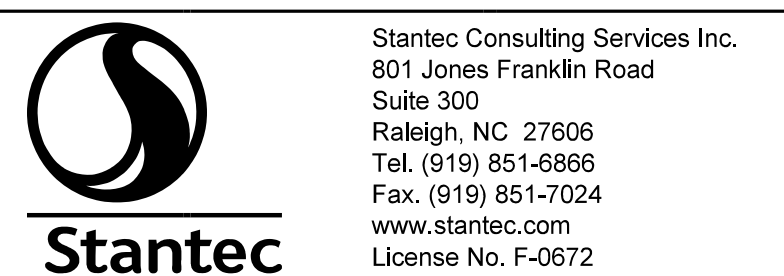 Stantec
Stantec Consulting Services Inc.
801 Jones Franklin Road
Suite 300
Raleigh, NC  27606
Tel. (919) 851-6866
Fax. (919) 851-7024
www.stantec.com
License No. F-0672